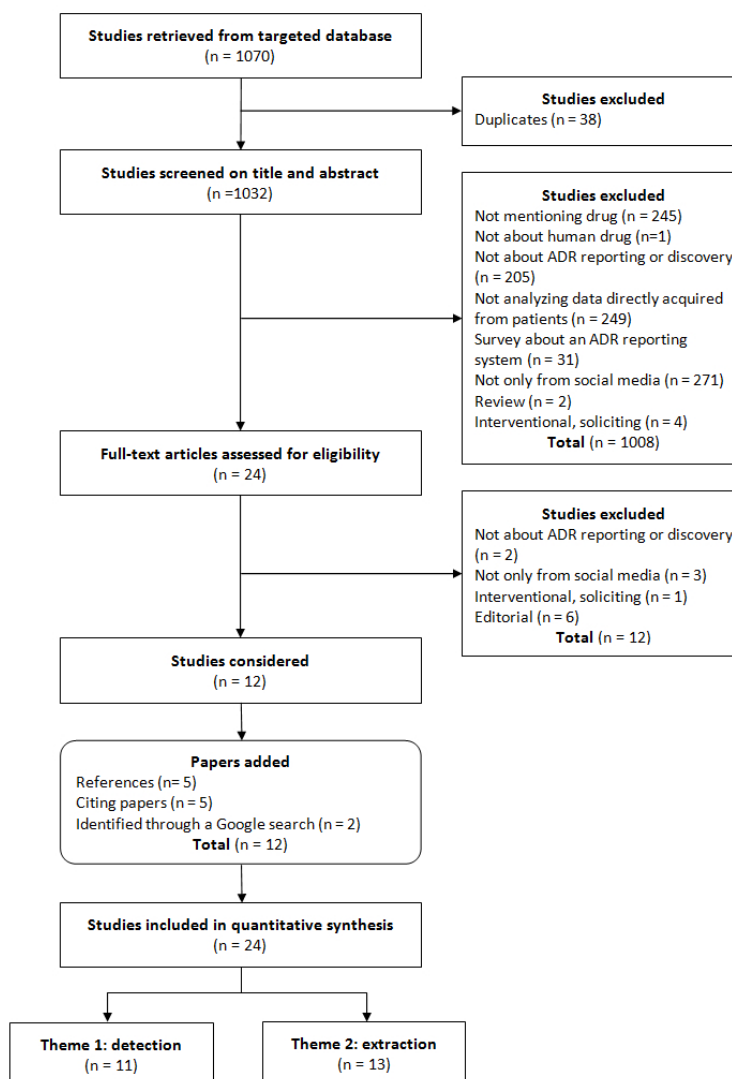 Studies retrieved from targeted database
(n = 1070)
Studies excluded
Duplicates (n = 38)
Studies screened on title and abstract
(n =1032)
Studies excluded
Not mentioning drug (n = 245)
Not about human drug (n=1)
Not about ADR reporting or discovery
(n = 205)
Not analyzing data directly acquired
from patients (n = 249)
Survey about an ADR reporting
system (n = 31)
Not only from social media (n = 271)
Review (n = 2)
Interventional, soliciting (n = 4)
Total (n = 1008)
Full-text articles assessed for eligibility
(n = 24)
Studies excluded
Not about ADR reporting or discovery
(n = 2)
Not only from social media (n = 3)
Interventional, soliciting (n = 1)
Editorial (n = 6)
Total (n = 12)
Studies considered
(n = 12)
Papers added
References (n= 5)
Citing papers (n = 5)
Identified through a Google search (n = 2)
Total (n = 12)
Studies included in quantitative synthesis
(n = 24)
Theme 1: detection
(n = 11)
Theme 2: extraction
(n = 13)